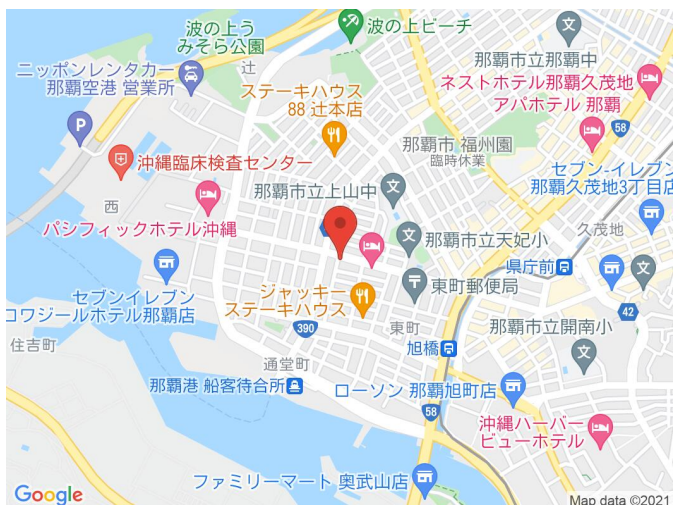 波の上う
みそら公園
波の上ビーチ
文
那覇市立那覇中
ニッポンレンタカー
那覇空港 営業所
辻
ネストホテル那覇久茂地
アパホテル 那覇
ステーキハウス
88 辻本店
58
P
那覇市 福州園
臨時休業
沖縄臨床検査センター
セブン-イレブン
那覇久茂地3丁目店
那覇市立上山中
文
西
パシフィックホテル沖縄
文
那覇市立天妃小
久茂地
県庁前
文
セブンイレブン
ロワジールホテル那覇店
ジャッキー
ステーキハウス
東町郵便局
42
390
東町
那覇市立開南小
文
住吉町
旭橋
通堂町
那覇港 船客待合所
ローソン 那覇旭町店
58
沖縄ハーバー
ビューホテル
ファミリーマート 奥武山店
Google
Map data ©2021